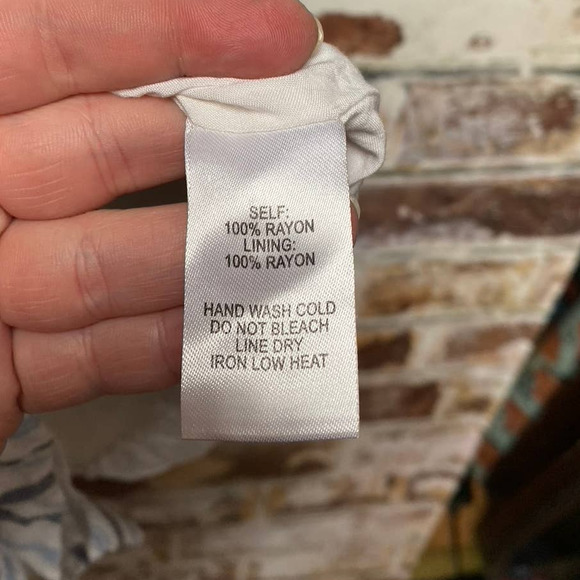 SELF:
100% RAYON
LINING:
100% RAYON
HAND WASH COLD
DO NOT BLEACH
LINE DRY
IRON LOW HEAT